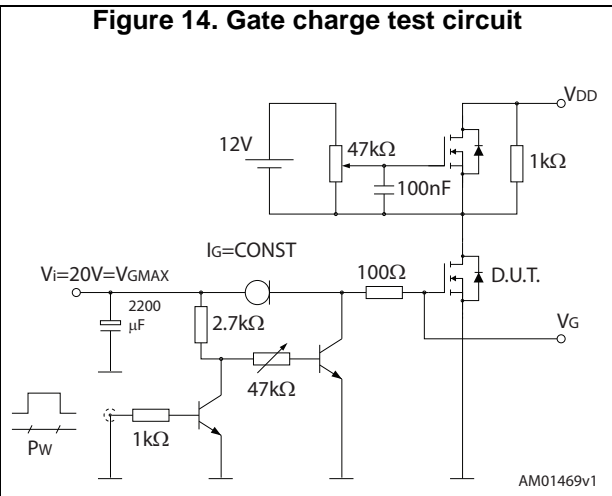 Figure 14. Gate charge test circuit
VDD
12V
47kΩ
1kΩ
100nF
IG=CONST
Vi=20V=VGMAX
100Ω
D.U.T.
2200
μF
2.7kΩ
VG
47kΩ
1kΩ
PW
AM01469v1